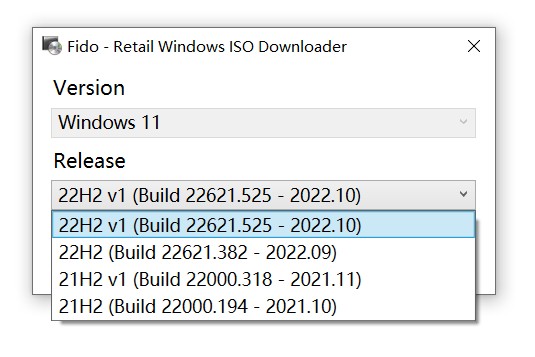 Fido - Retail Windows ISO Downloader
Version
Windows 11
Release
22H2 v1 (Build 22621.525 - 2022.10)
22H2 v1 (Build 22621.525 - 2022.10)
22H2 (Build 22621.382 - 2022.09)
21H2 v1 (Build 22000.318 - 2021.11)
21H2 (Build 22000.194 - 2021.10)